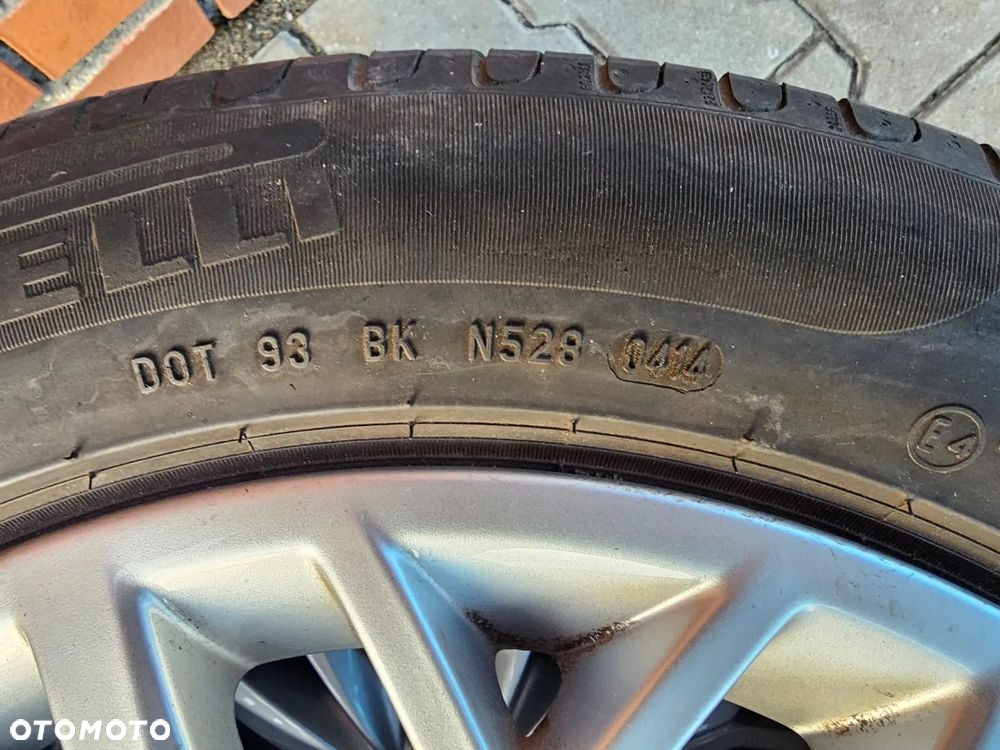 ELLI
DOT 93 BK N528 0414
E4
OTOMOTO